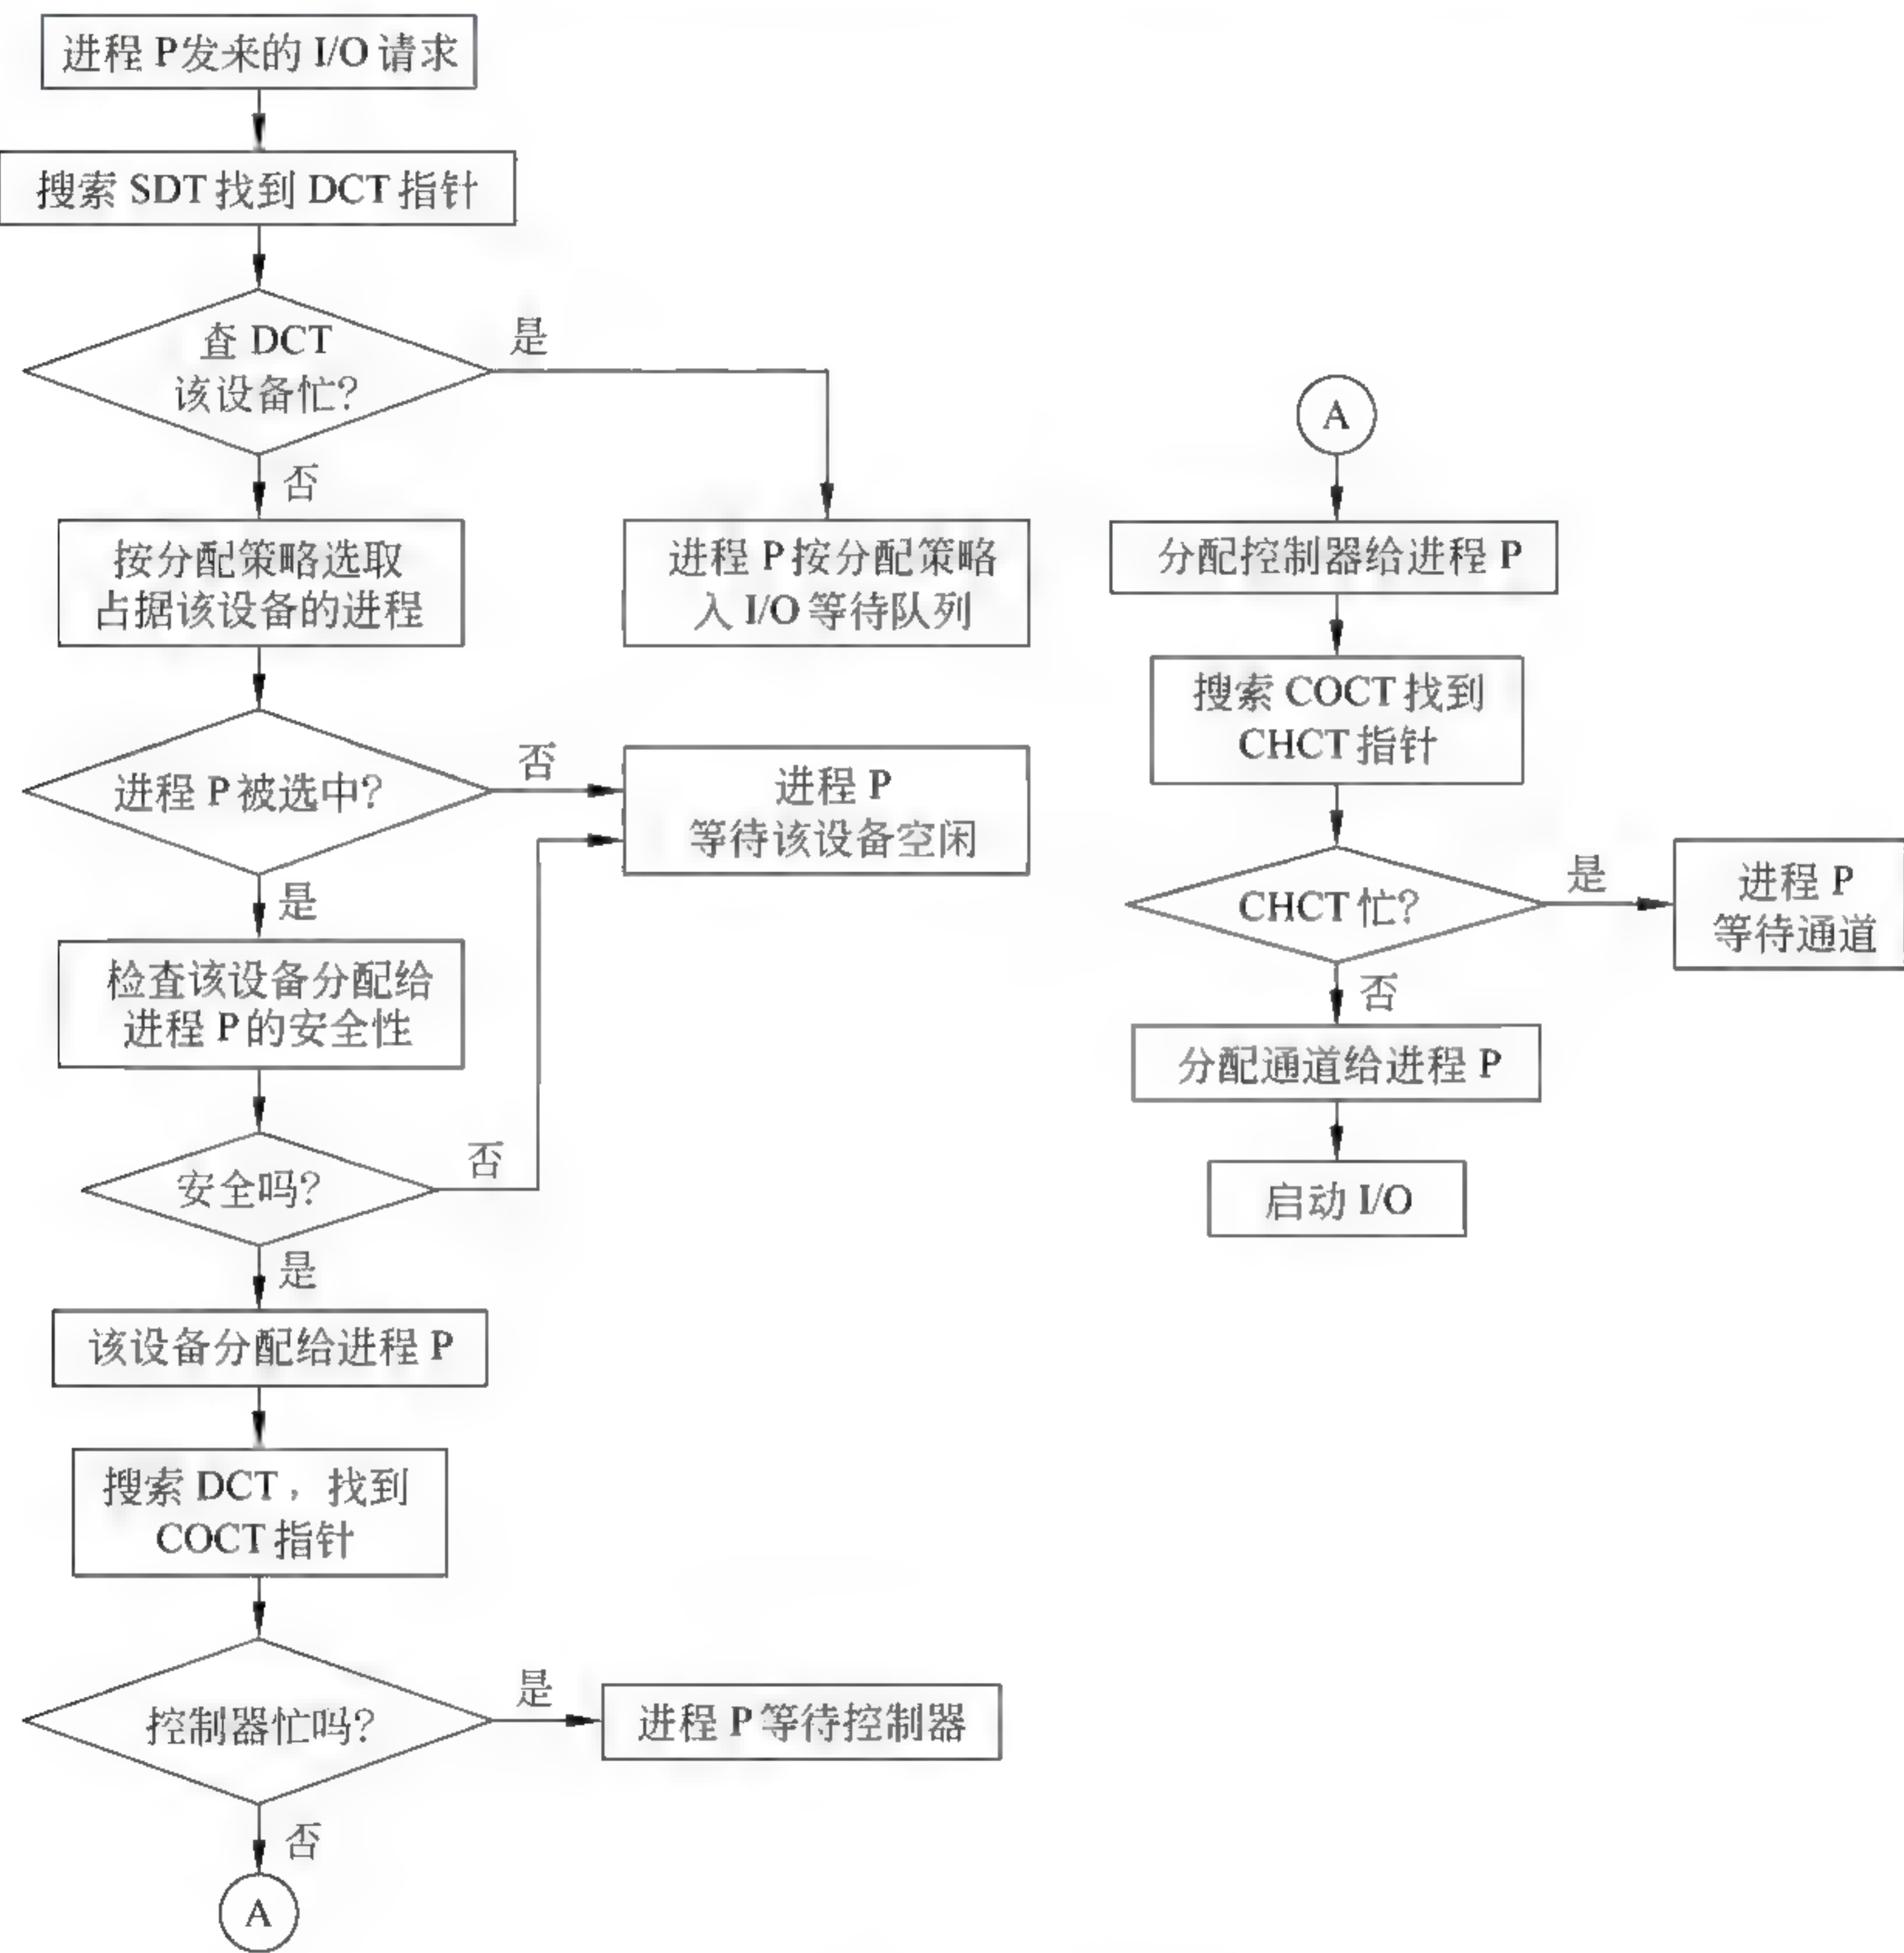 进程 P 发来的 I/O 请求
搜索 SDT 找到 DCT 指针
查 DCT
该设备忙?
是
否
按分配策略选取
占据该设备的进程
进程 P 按分配策略
入 I/O 等待队列
进程 P 被选中?
否
进程 P
等待该设备空闲
是
检查该设备分配给
进程 P 的安全性
安全吗?
否
是
该设备分配给进程 P
搜索 DCT，找到
COCT 指针
控制器忙吗?
是
进程 P 等待控制器
否
A
A
分配控制器给进程 P
搜索 COCT 找到
CHCT 指针
CHCT 忙?
是
进程 P
等待通道
否
分配通道给进程 P
启动 I/O